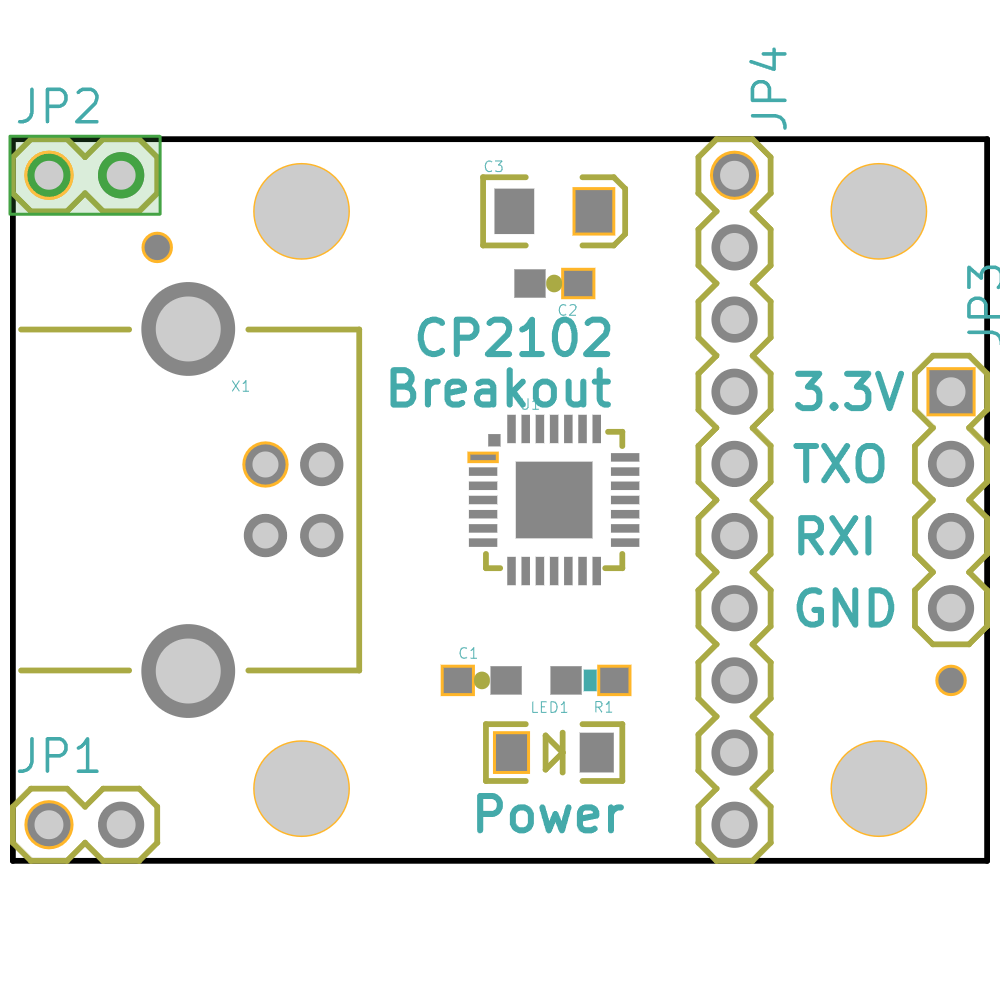 JP4
JP2
C3
JP3
C2
CP2102
Breakout
X1
U1
3.3V
TXO
RXI
GND
C1
LED1
R1
JP1
Power